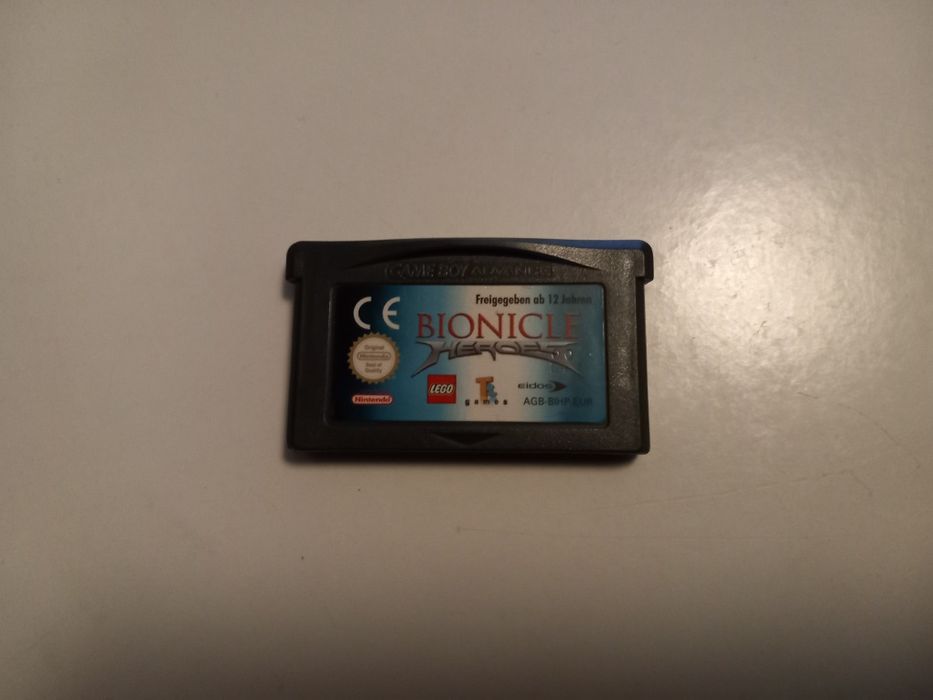 GAME BOY ADVANCE
CE
Freigegeben ab 12 Jahren
BIONICLE
HEROES
Original
Nintendo
Seal of
Quality
Nintendo
LEGO
games
eidos
AGB-BIHP-EUR